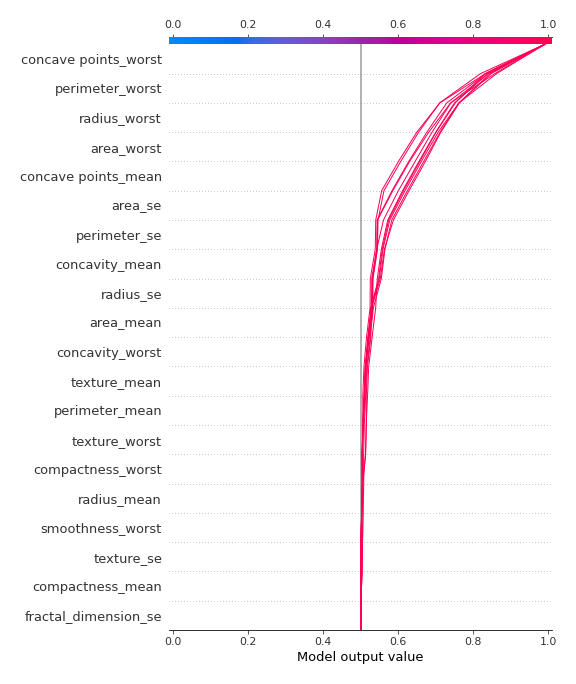 0.0 0.2 0.4 0.6 0.8 1.0
concave points_worst
perimeter_worst
radius_worst
area_worst
concave points_mean
area_se
perimeter_se
concavity_mean
radius_se
area_mean
concavity_worst
texture_mean
perimeter_mean
texture_worst
compactness_worst
radius_mean
smoothness_worst
texture_se
compactness_mean
fractal_dimension_se
0.0 0.2 0.4 0.6 0.8 1.0
Model output value